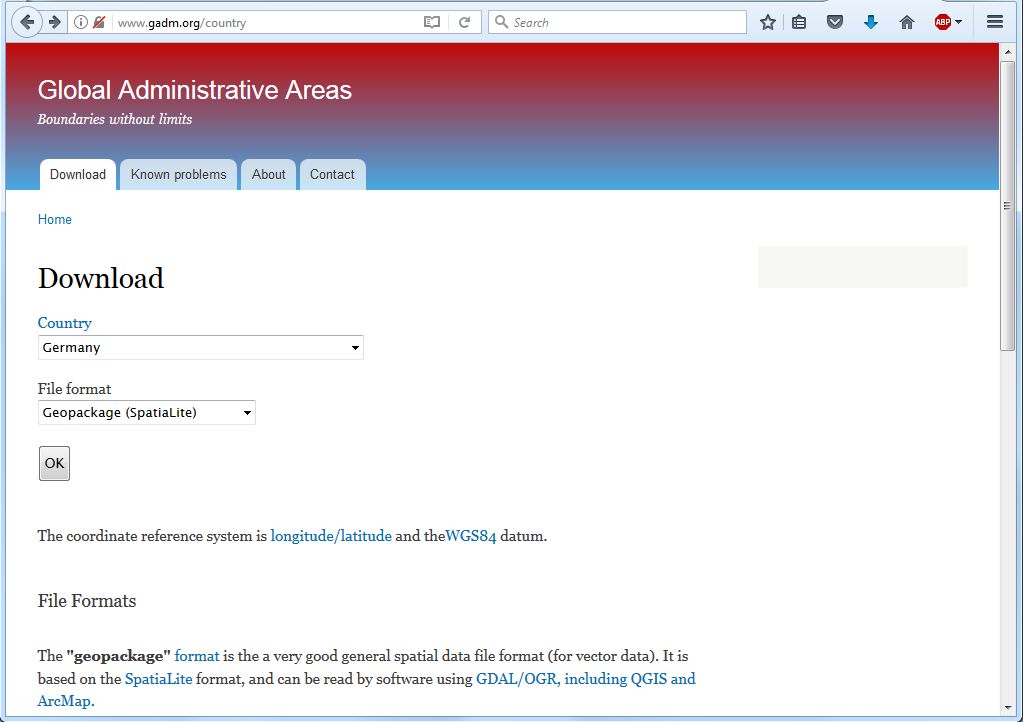 www.gadm.org/country
Search
ABP
Global Administrative Areas
Boundaries without limits
Download
Known problems
About
Contact
Home
Download
Country
Germany
File format
Geopackage (SpatiaLite)
OK
The coordinate reference system is longitude/latitude and theWGS84 datum.
File Formats
The "geopackage" format is the a very good general spatial data file format (for vector data). It is
based on the SpatiaLite format, and can be read by software using GDAL/OGR, including QGIS and
ArcMap.